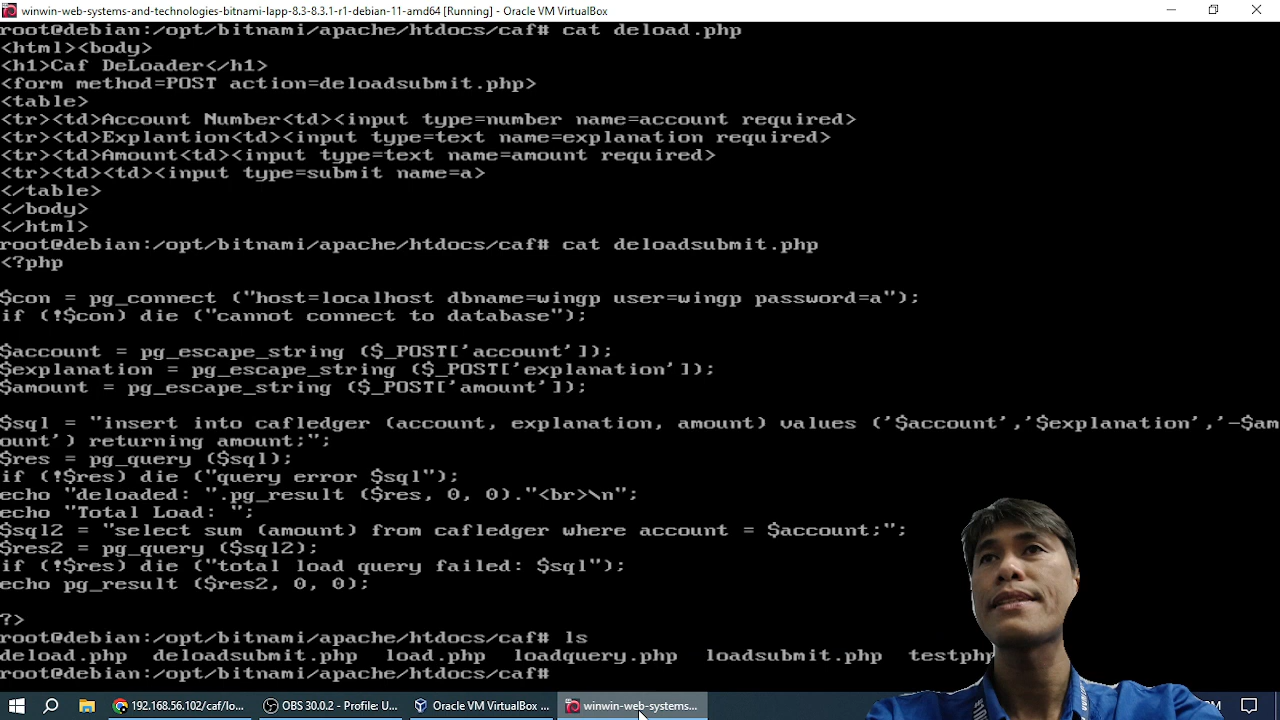 winwin-web-systems-and-technologies-bitnami-lapp-8.3-8.3.1-r1-debian-11-amd64 [Running] - Oracle VM VirtualBox
root@debian:/opt/bitnami/apache/htdocs/caf# cat deload.php
<html><body>
<h1>Caf DeLoader</h1>
<form method=POST action=deloadsubmit.php>
<table>
<tr><td>Account Number<td><input type=number name=account required>
<tr><td>Explantion<td><input type=text name=explanation required>
<tr><td>Amount<td><input type=text name=amount required>
<tr><td><td><input type=submit name=a>
</table>
</body>
</html>
root@debian:/opt/bitnami/apache/htdocs/caf# cat deloadsubmit.php
<?php
$con = pg_connect ("host=localhost dbname=wingp user=wingp password=a");
if (!$con) die ("cannot connect to database");
$account = pg_escape_string ($_POST['account']);
$explanation = pg_escape_string ($_POST['explanation']);
$amount = pg_escape_string ($_POST['amount']);
$sql = "insert into cafledger (account, explanation, amount) values ('$account','$explanation','-$am
ount') returning amount;";
$res = pg_query ($sql);
if (!$res) die ("query error $sql");
echo "deloaded: ".pg_result ($res, 0, 0)."<br>\n";
echo "Total Load: ";
$sql2 = "select sum (amount) from cafledger where account = $account;";
$res2 = pg_query ($sql2);
if (!$res) die ("total load query failed: $sql");
echo pg_result ($res2, 0, 0);
?>
root@debian:/opt/bitnami/apache/htdocs/caf# ls
deload.php deloadsubmit.php load.php loadquery.php loadsubmit.php testphp
root@debian:/opt/bitnami/apache/htdocs/caf#
192.168.56.102/caf/lo... OBS 30.0.2 - Profile: U... Oracle VM VirtualBox ... winwin-web-systems...